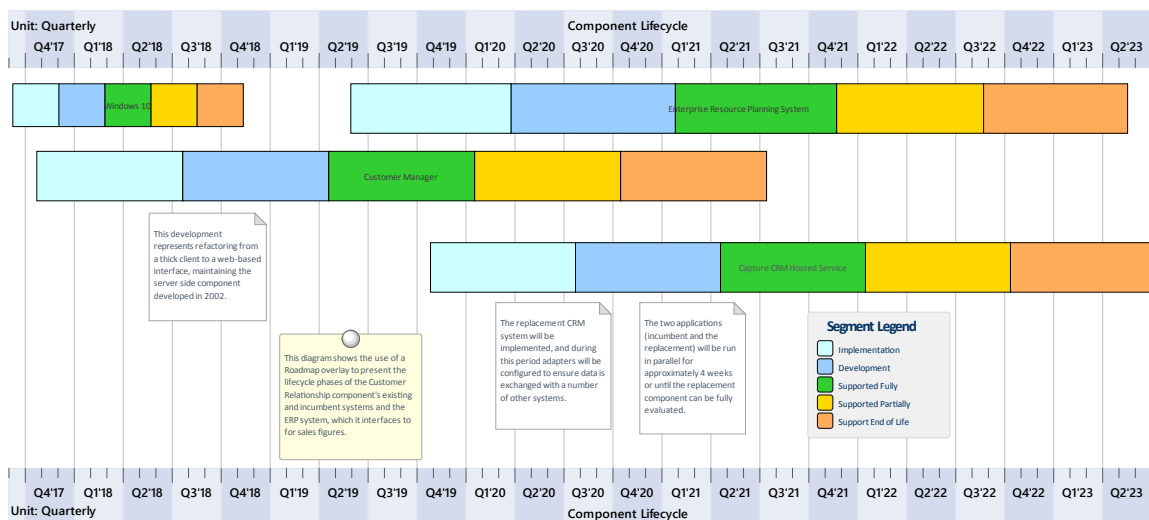 Unit: Quarterly
Component Lifecycle
Q4'17 Q1'18 Q2'18 Q3'18 Q4'18 Q1'19 Q2'19 Q3'19 Q4'19 Q1'20 Q2'20 Q3'20 Q4'20 Q1'21 Q2'21 Q3'21 Q4'21 Q1'22 Q2'22 Q3'22 Q4'22 Q1'23 Q2'23
Windows 10
Enterprise Resource Planning System
Customer Manager
This development
represents refactoring from
a thick client to a web-based
interface, maintaining the
server side component
developed in 2002.
Capture CRM Hosted Service
This diagram shows the use of a
Roadmap overlay to present the
lifecycle phases of the Customer
Relationship component's existing
and incumbent systems and the
ERP system, which it interfaces to
for sales figures.
The replacement CRM
system will be
implemented, and during
this period adapters will be
configured to ensure data is
exchanged with a number
of other systems.
The two applications
(incumbent and the
replacement) will be run
in parallel for
approximately 4 weeks
or until the replacement
component can be fully
evaluated.
Segment Legend
Implementation
Development
Supported Fully
Supported Partially
Support End of Life
Q4'17 Q1'18 Q2'18 Q3'18 Q4'18 Q1'19 Q2'19 Q3'19 Q4'19 Q1'20 Q2'20 Q3'20 Q4'20 Q1'21 Q2'21 Q3'21 Q4'21 Q1'22 Q2'22 Q3'22 Q4'22 Q1'23 Q2'23
Unit: Quarterly
Component Lifecycle